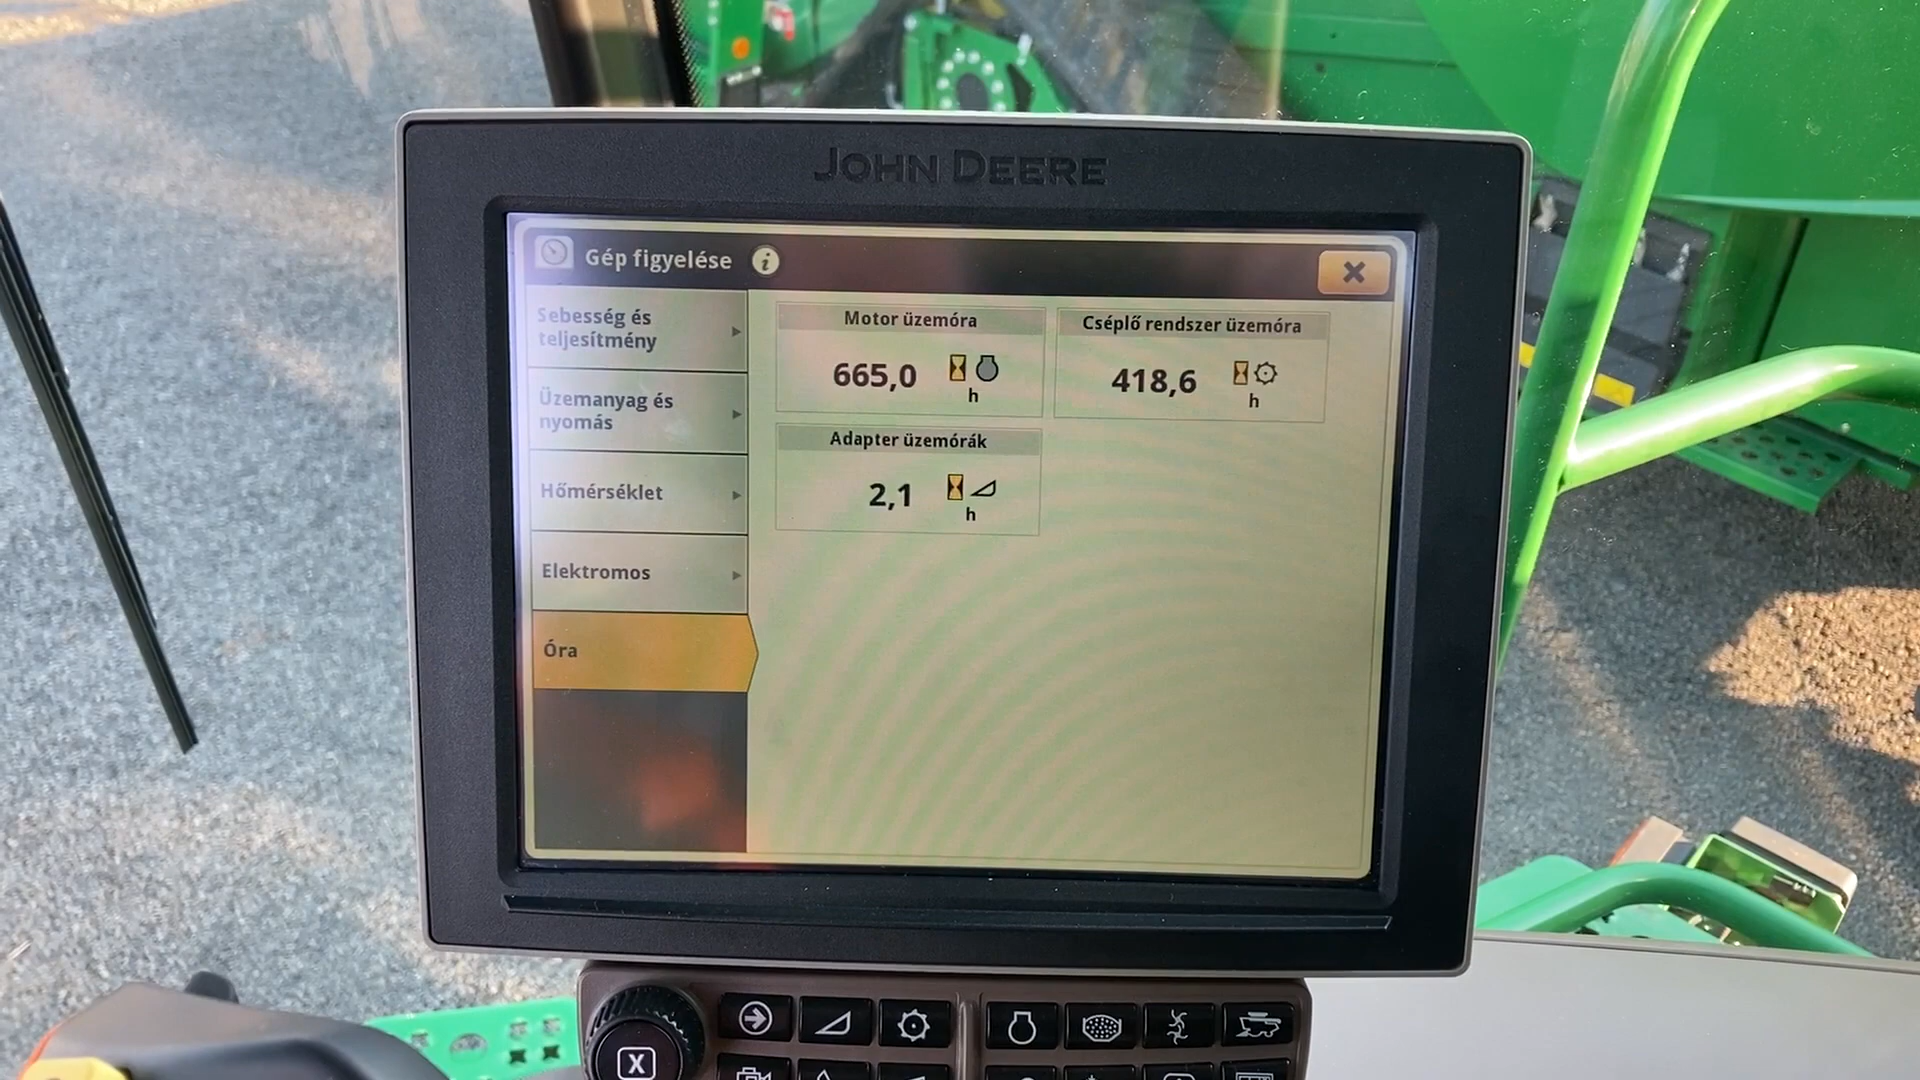 JOHN DEERE
Gép figyelése i
Sebesség és
teljesítmény
Üzemanyag és
nyomás
Hőmérséklet
Elektromos
Óra
Motor üzemóra
665,0 h
Cséplő rendszer üzemóra
418,6 h
Adapter üzemórák
2,1 h
X